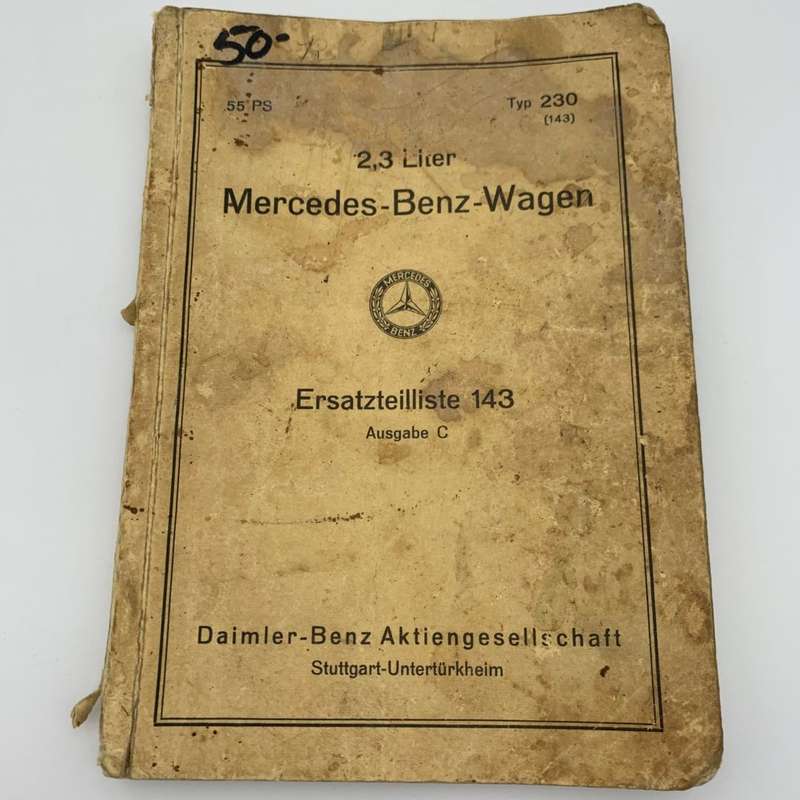 50-
55 PS
Typ 230
(143)
2,3 Liter
Mercedes-Benz-Wagen
MERCEDES
BENZ
Ersatzteilliste 143
Ausgabe C
Daimler-Benz Aktiengesellschaft
Stuttgart-Untertürkheim